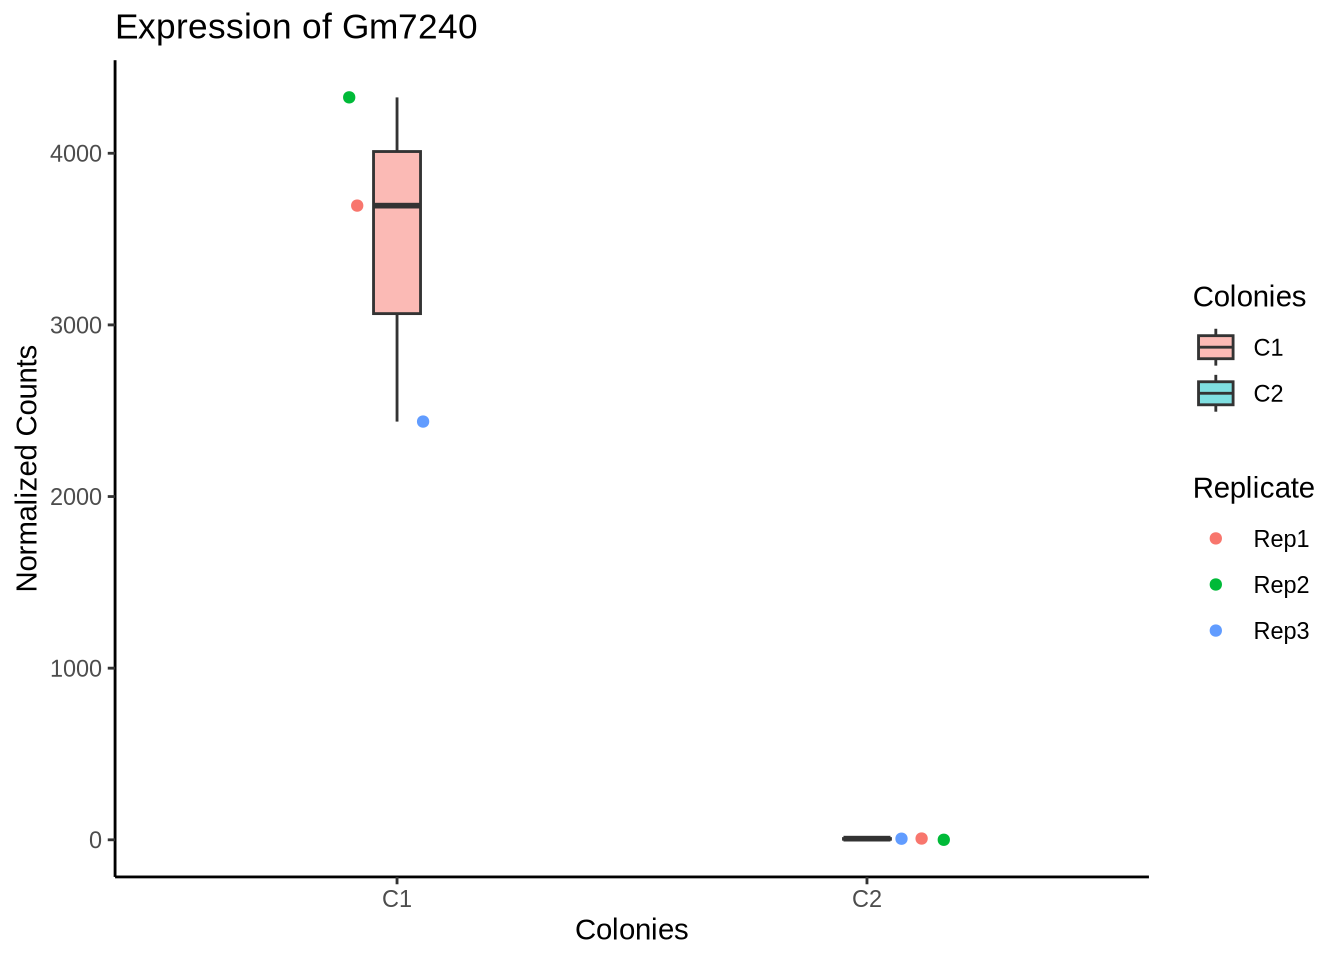 Expression of Gm7240
Normalized Counts
4000
3000
2000
1000
0
C1
C2
Colonies
Colonies
C1
C2
Replicate
Rep1
Rep2
Rep3